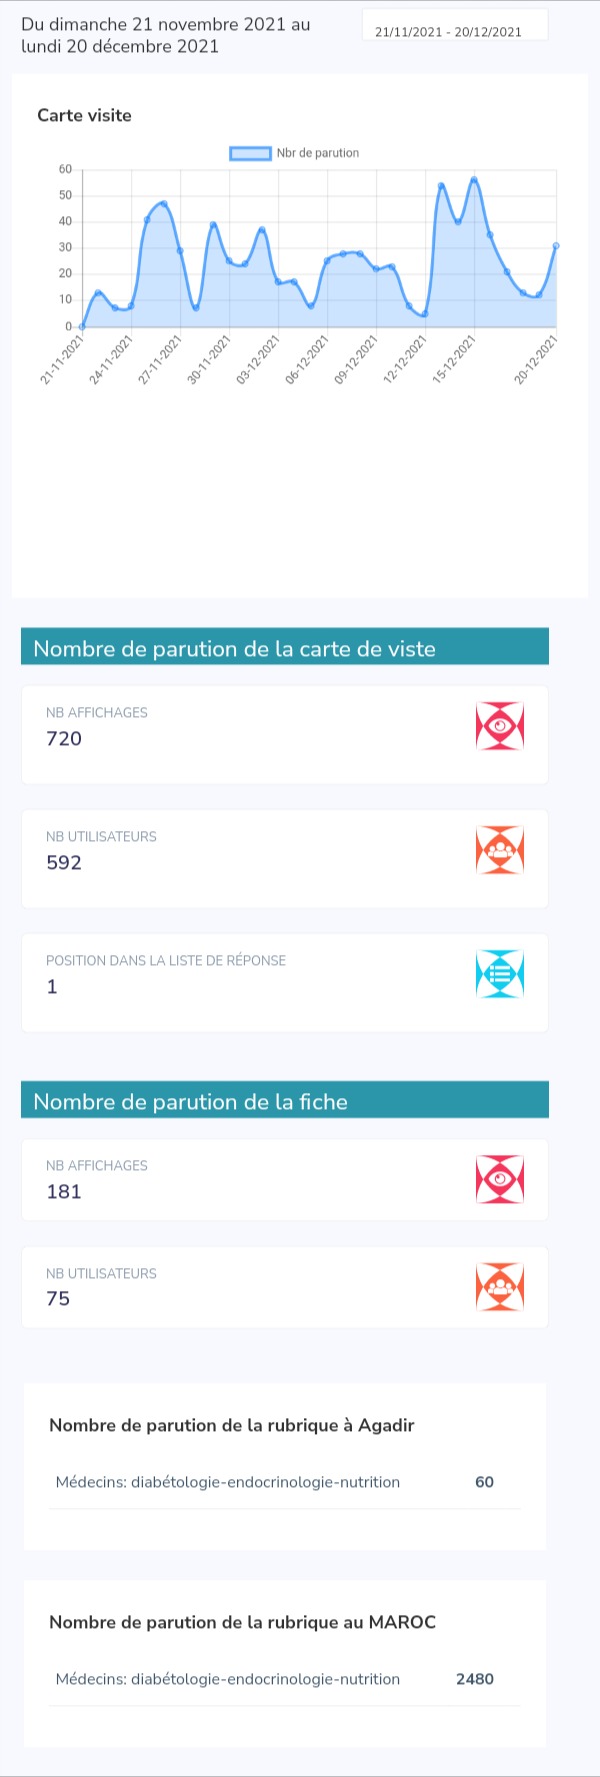 Du dimanche 21 novembre 2021 au
lundi 20 décembre 2021
21/11/2021 - 20/12/2021
Carte visite
Nbr de parution
60
50
40
30
20
10
0
21-11-2021
24-11-2021
27-11-2021
30-11-2021
03-12-2021
06-12-2021
09-12-2021
12-12-2021
15-12-2021
20-12-2021
Nombre de parution de la carte de viste
NB AFFICHAGES
720
NB UTILISATEURS
592
POSITION DANS LA LISTE DE RÉPONSE
1
Nombre de parution de la fiche
NB AFFICHAGES
181
NB UTILISATEURS
75
Nombre de parution de la rubrique à Agadir
Médecins: diabétologie-endocrinologie-nutrition 60
Nombre de parution de la rubrique au MAROC
Médecins: diabétologie-endocrinologie-nutrition 2480